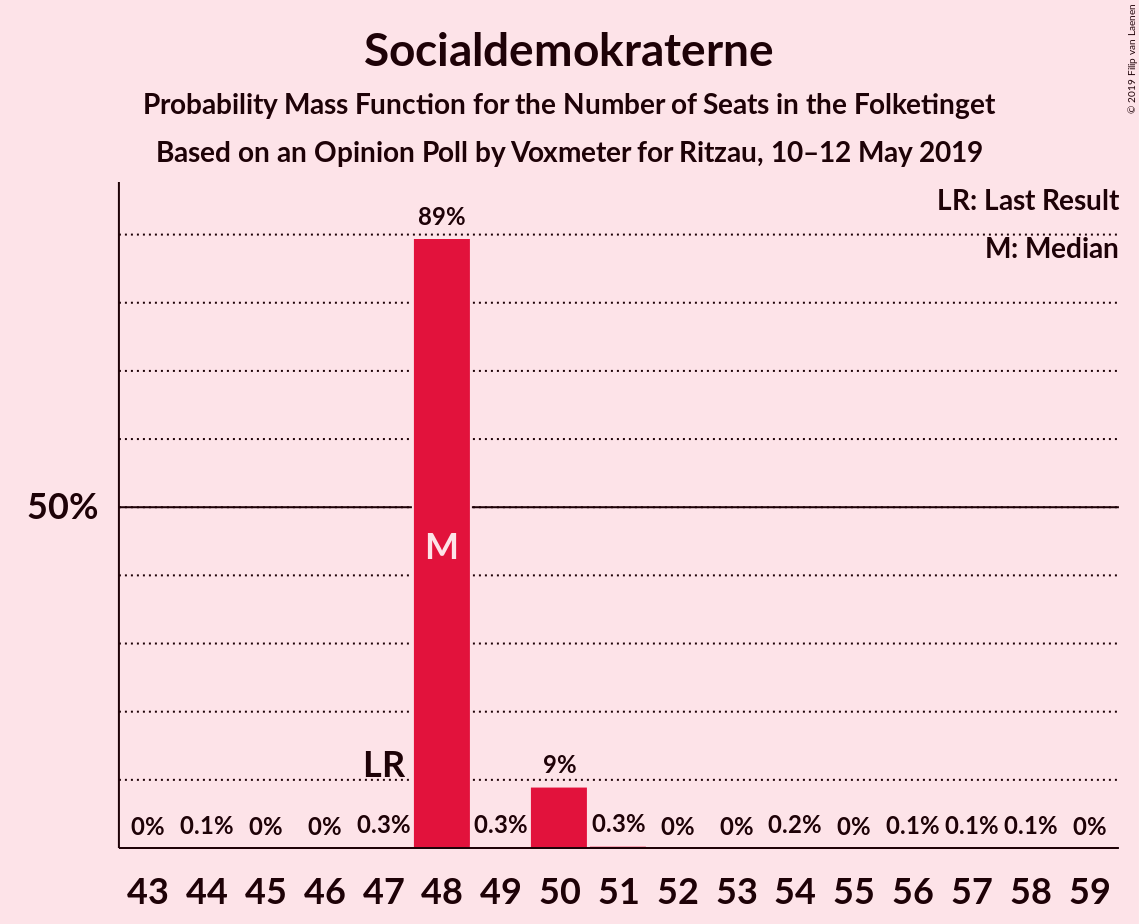 Socialdemokraterne
Probability Mass Function for the Number of Seats in the Folketinget
Based on an Opinion Poll by Voxmeter for Ritzau, 10–12 May 2019
© 2019 Filip van Laenen
LR: Last Result
M: Median
89%
50%
M
LR
9%
0% 0.1% 0% 0% 0.3% 0.3% 0.3% 0% 0% 0.2% 0% 0.1% 0.1% 0.1% 0%
43 44 45 46 47 48 49 50 51 52 53 54 55 56 57 58 59